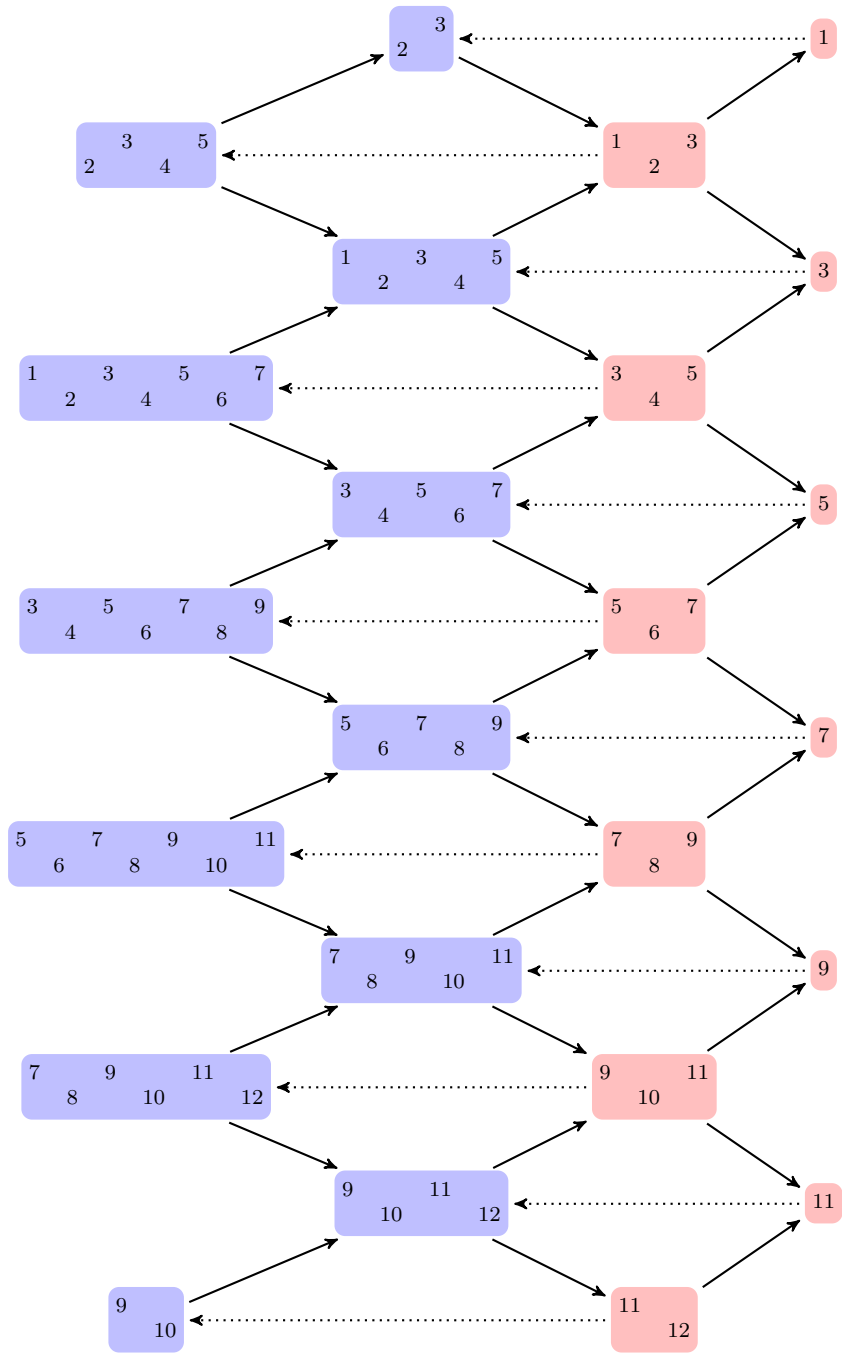 3 1
2
3 5 1 3
2 4 2
1 3 5 3
2 4
1 3 5 7 3 5
2 4 6 4
3 5 7 5
4 6
3 5 7 9 5 7
4 6 8 6
5 7 9 7
6 8
5 7 9 11 7 9
6 8 10 8
7 9 11 9
8 10
7 9 11 9 11
8 10 12 10
9 11 11
10 12
9 11
10 12